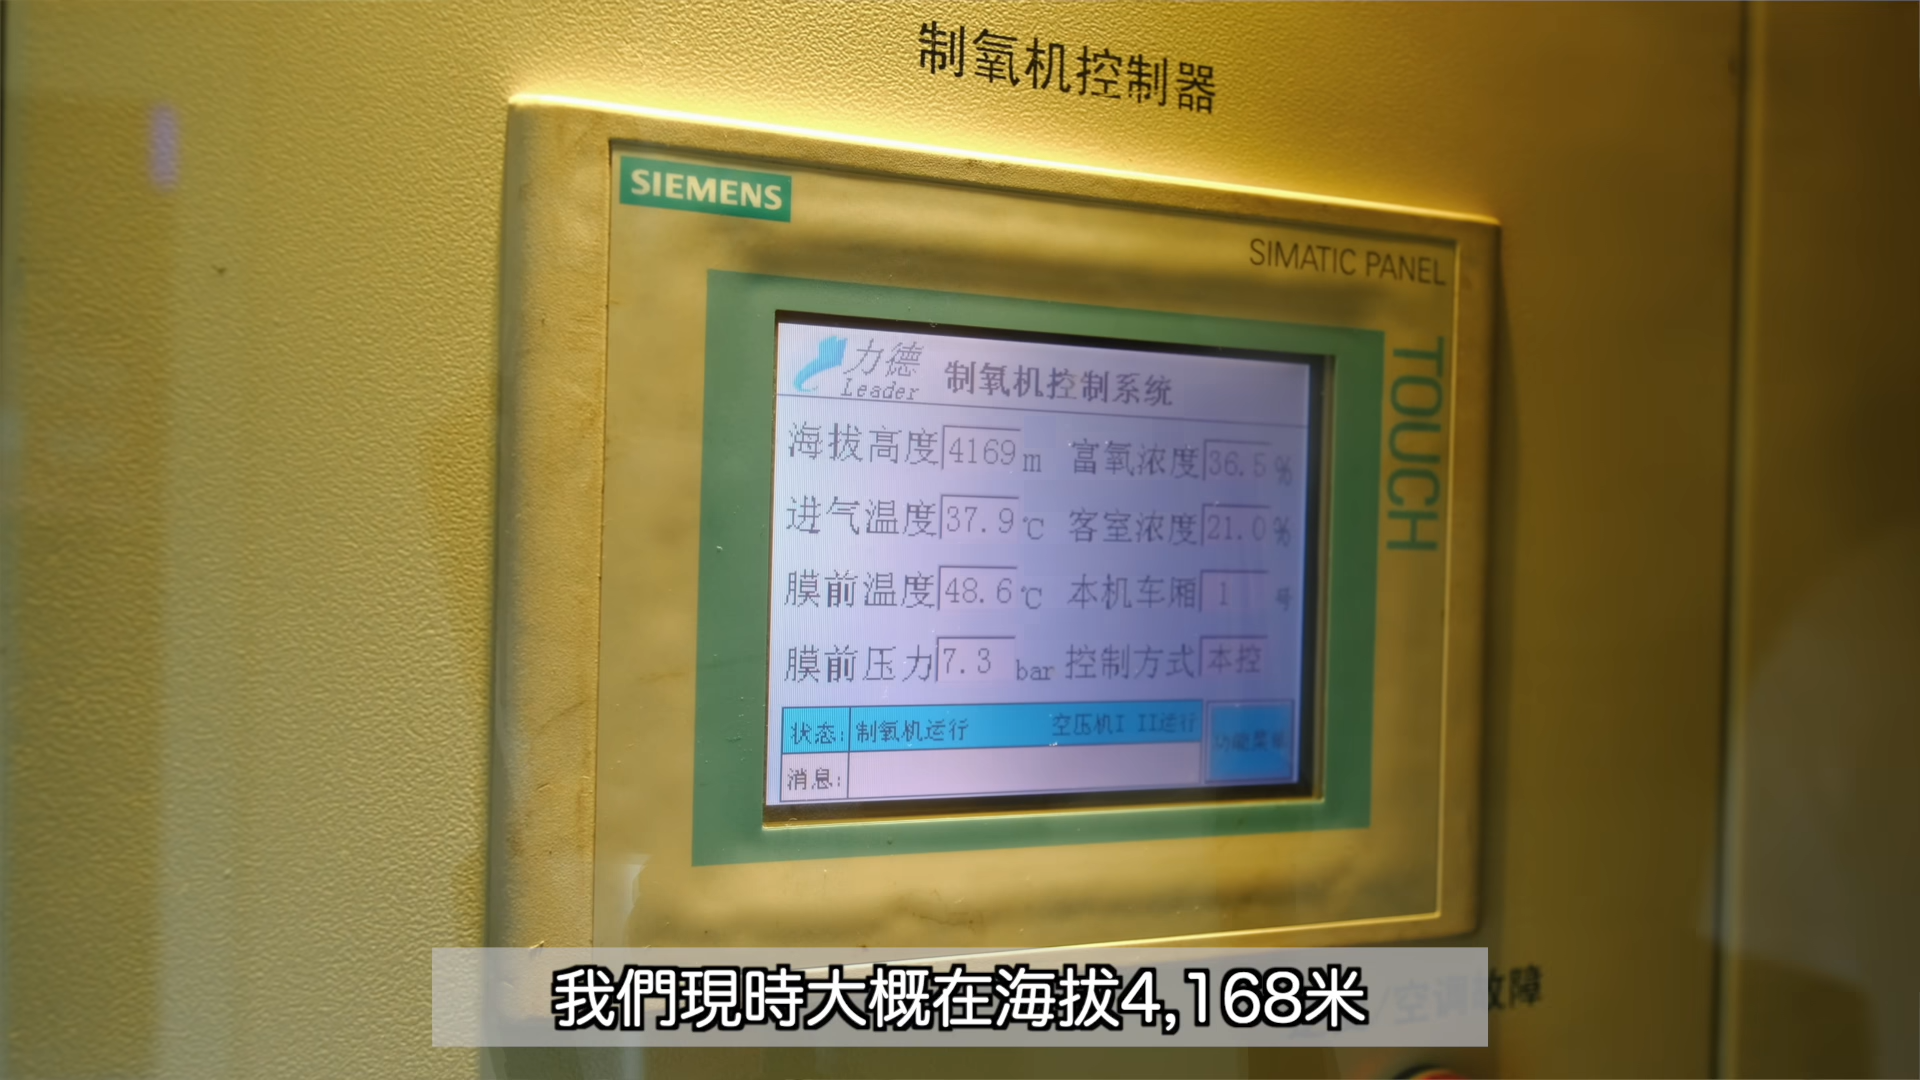 制氧机控制器
SIEMENS
SIMATIC PANEL
TOUCH
力德
Leader
制氧机控制系统
海拔高度 4169 m 富氧浓度 36.5 %
进气温度 37.9 ℃ 客室浓度 21.0 %
膜前温度 48.6 ℃ 本机车厢 1 号
膜前压力 7.3 bar 控制方式 本控
状态: 制氧机运行 空压机I II运行
功能菜单
消息:
我們現時大概在海拔4,168米
/空调故障